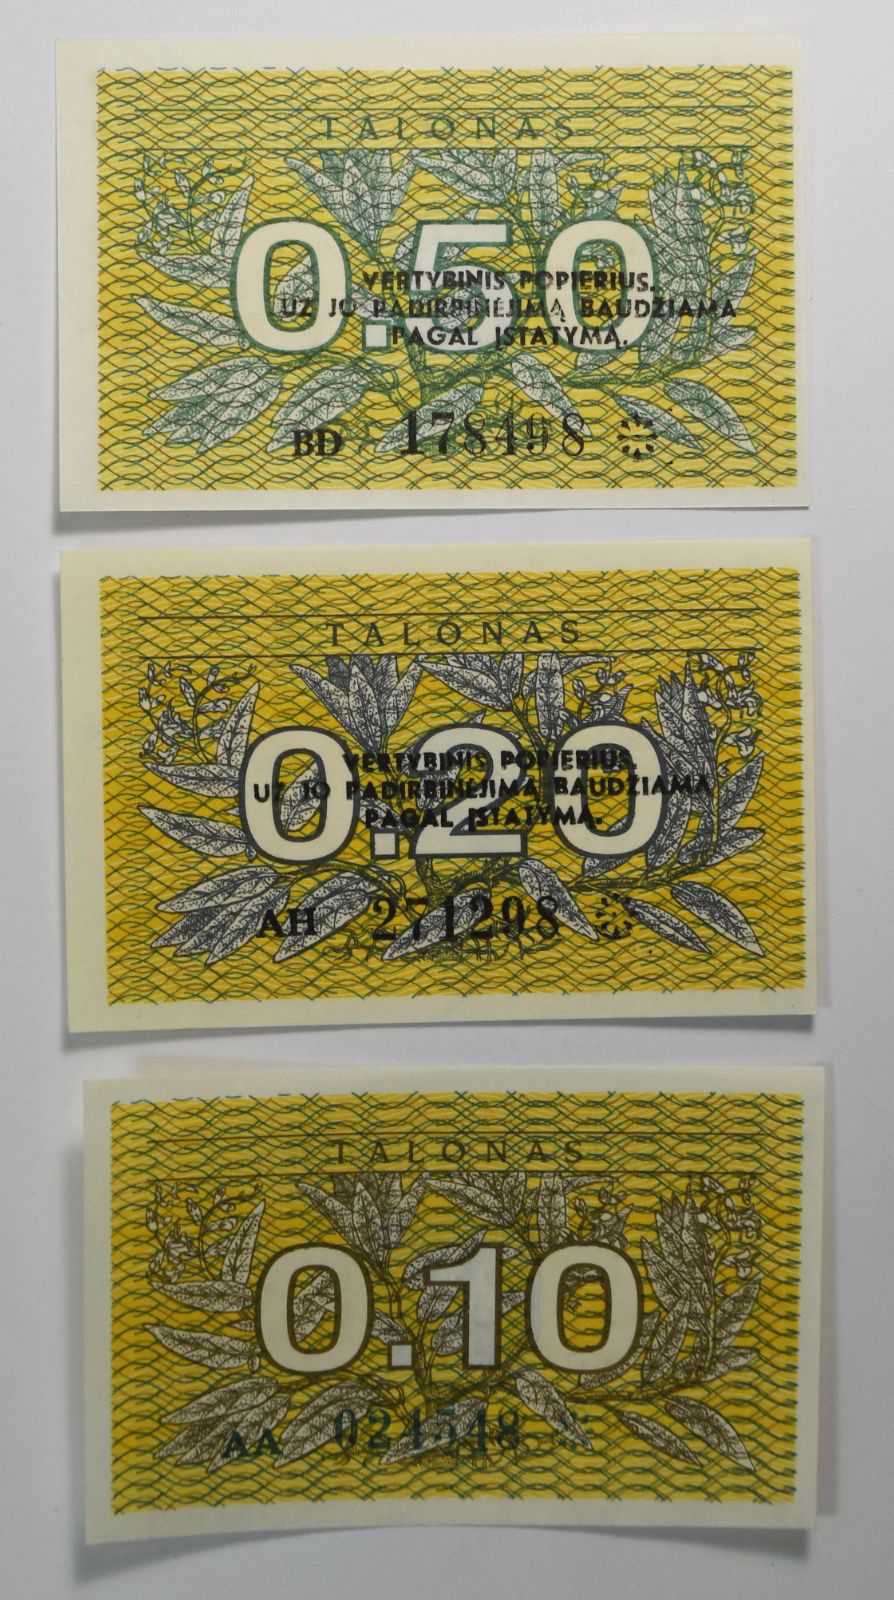 TALONAS
0.50
VERTYBINIS POPIERIUS.
UŽ JO PADIRBINĖJIMĄ BAUDŽIAMA
PAGAL ĮSTATYMĄ.
BD 178498
TALONAS
0.20
VERTYBINIS POPIERIUS.
UŽ JO PADIRBINĖJIMĄ BAUDŽIAMA
PAGAL ĮSTATYMĄ.
AH 271298
TALONAS
0.10
AA 024548